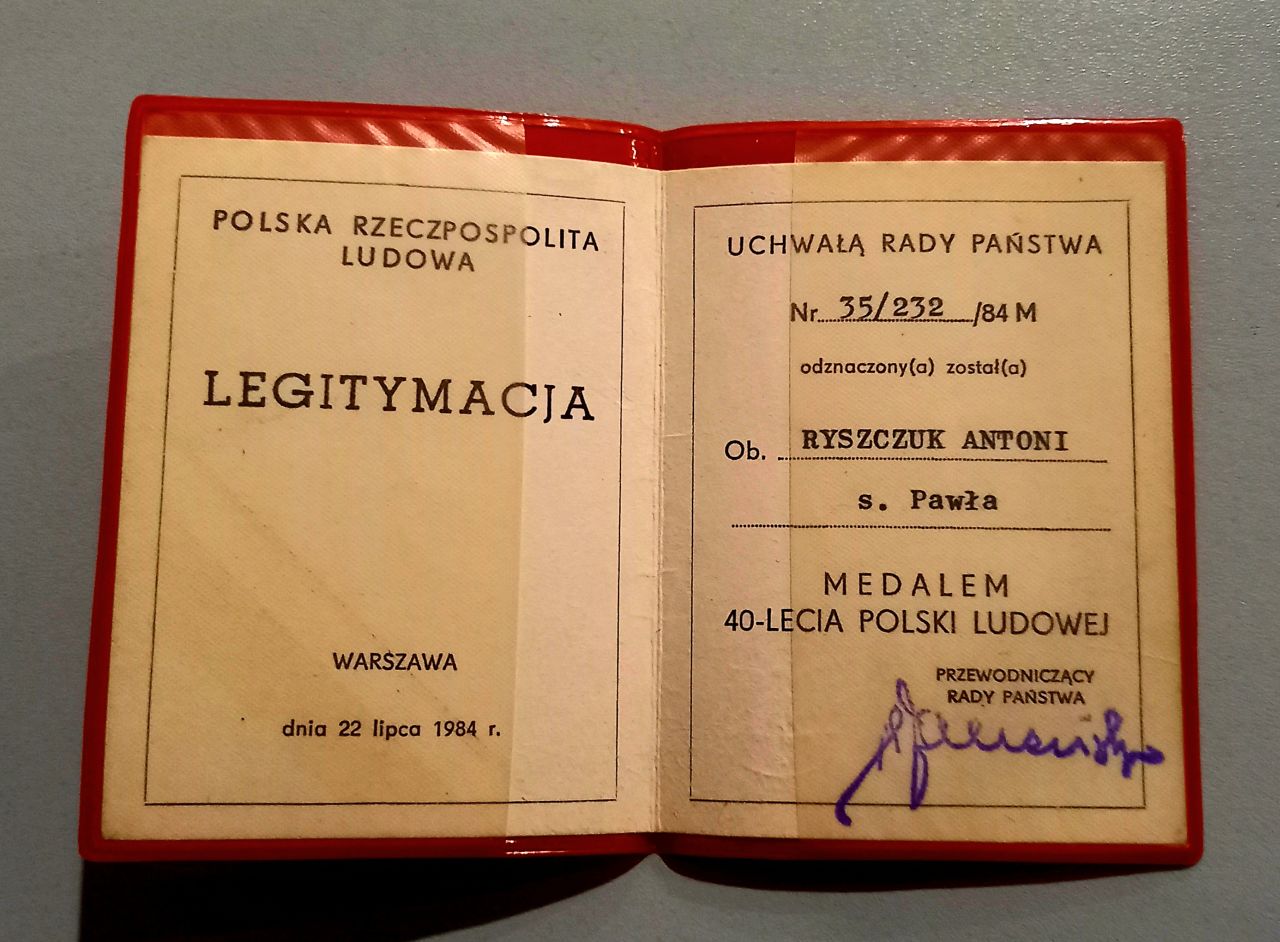 POLSKA RZECZPOSPOLITA
LUDOWA
LEGITYMACJA
WARSZAWA
dnia 22 lipca 1984 r.
UCHWAŁĄ RADY PAŃSTWA
Nr 35/232 /84 M
odznaczony(a) został(a)
Ob. RYSZCZUK ANTONI
s. Pawła
MEDALEM
40-LECIA POLSKI LUDOWEJ
PRZEWODNICZĄCY
RADY PAŃSTWA